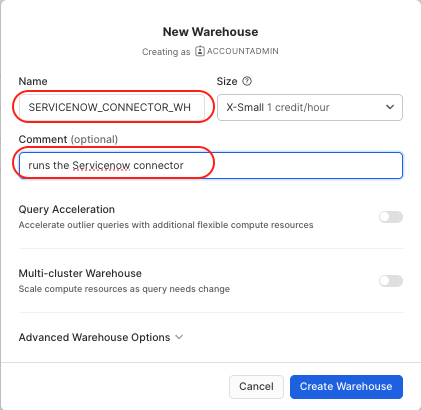 New Warehouse
Creating as ACCOUNTADMIN
Name
Size
SERVICENOW_CONNECTOR_WH
X-Small 1 credit/hour
Comment (optional)
runs the Servicenow connector
Query Acceleration
Accelerate outlier queries with additional flexible compute resources
Multi-cluster Warehouse
Scale compute resources as query needs change
Advanced Warehouse Options
Cancel
Create Warehouse